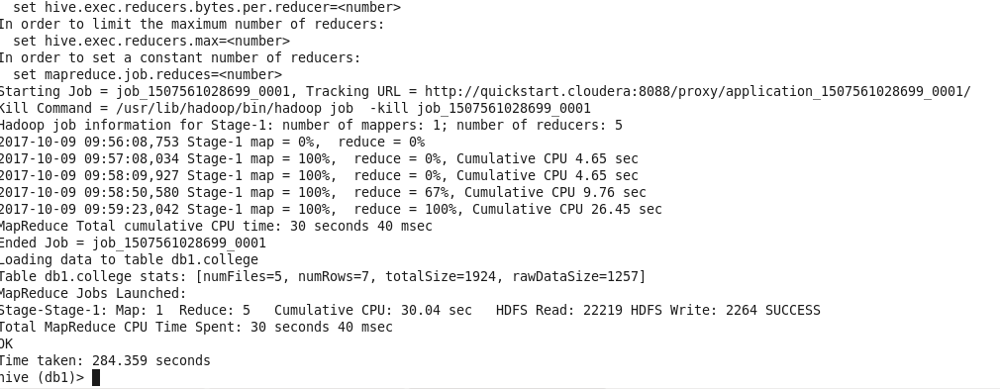 set hive.exec.reducers.bytes.per.reducer=<number>
In order to limit the maximum number of reducers:
set hive.exec.reducers.max=<number>
In order to set a constant number of reducers:
set mapreduce.job.reduces=<number>
Starting Job = job_1507561028699_0001, Tracking URL = http://quickstart.cloudera:8088/proxy/application_1507561028699_0001/
Kill Command = /usr/lib/hadoop/bin/hadoop job  -kill job_1507561028699_0001
Hadoop job information for Stage-1: number of mappers: 1; number of reducers: 5
2017-10-09 09:56:08,753 Stage-1 map = 0%,  reduce = 0%
2017-10-09 09:57:08,034 Stage-1 map = 100%,  reduce = 0%, Cumulative CPU 4.65 sec
2017-10-09 09:58:09,927 Stage-1 map = 100%,  reduce = 0%, Cumulative CPU 4.65 sec
2017-10-09 09:58:50,580 Stage-1 map = 100%,  reduce = 67%, Cumulative CPU 9.76 sec
2017-10-09 09:59:23,042 Stage-1 map = 100%,  reduce = 100%, Cumulative CPU 26.45 sec
MapReduce Total cumulative CPU time: 30 seconds 40 msec
Ended Job = job_1507561028699_0001
Loading data to table db1.college
Table db1.college stats: [numFiles=5, numRows=7, totalSize=1924, rawDataSize=1257]
MapReduce Jobs Launched:
Stage-Stage-1: Map: 1  Reduce: 5   Cumulative CPU: 30.04 sec   HDFS Read: 22219 HDFS Write: 2264 SUCCESS
Total MapReduce CPU Time Spent: 30 seconds 40 msec
OK
Time taken: 284.359 seconds
hive (db1)>